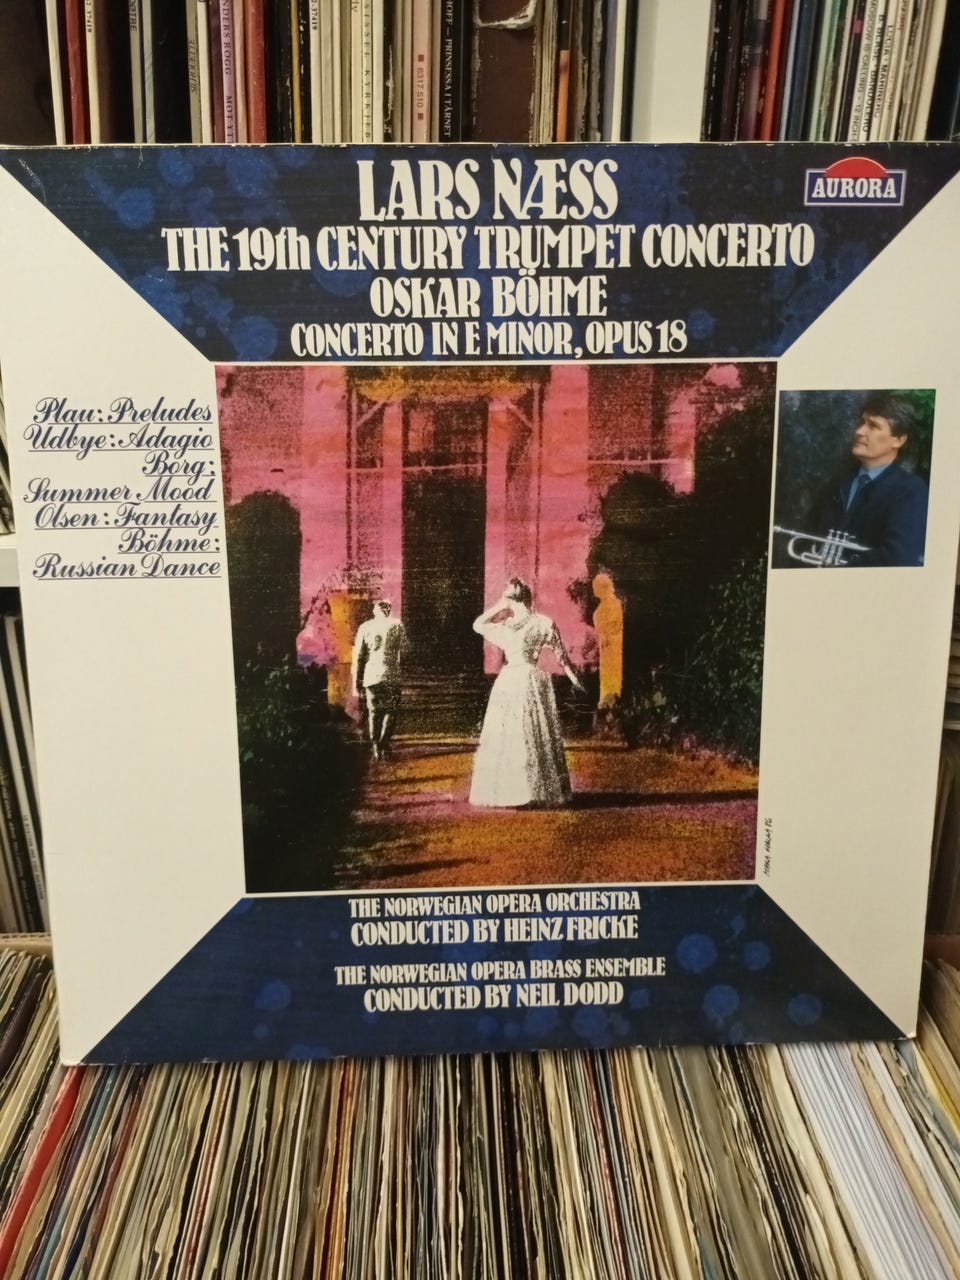 PRINSESSA I TÅRNET
6317 510
LARS NÆSS
AURORA
THE 19th CENTURY TRUMPET CONCERTO
OSKAR BÖHME
CONCERTO IN E MINOR, OPUS 18
Plau: Preludes
Udbye: Adagio
Borg:
Summer Mood
Olsen: Fantasy
Böhme:
Russian Dance
THE NORWEGIAN OPERA ORCHESTRA
CONDUCTED BY HEINZ FRICKE
THE NORWEGIAN OPERA BRASS ENSEMBLE
CONDUCTED BY NEIL DODD